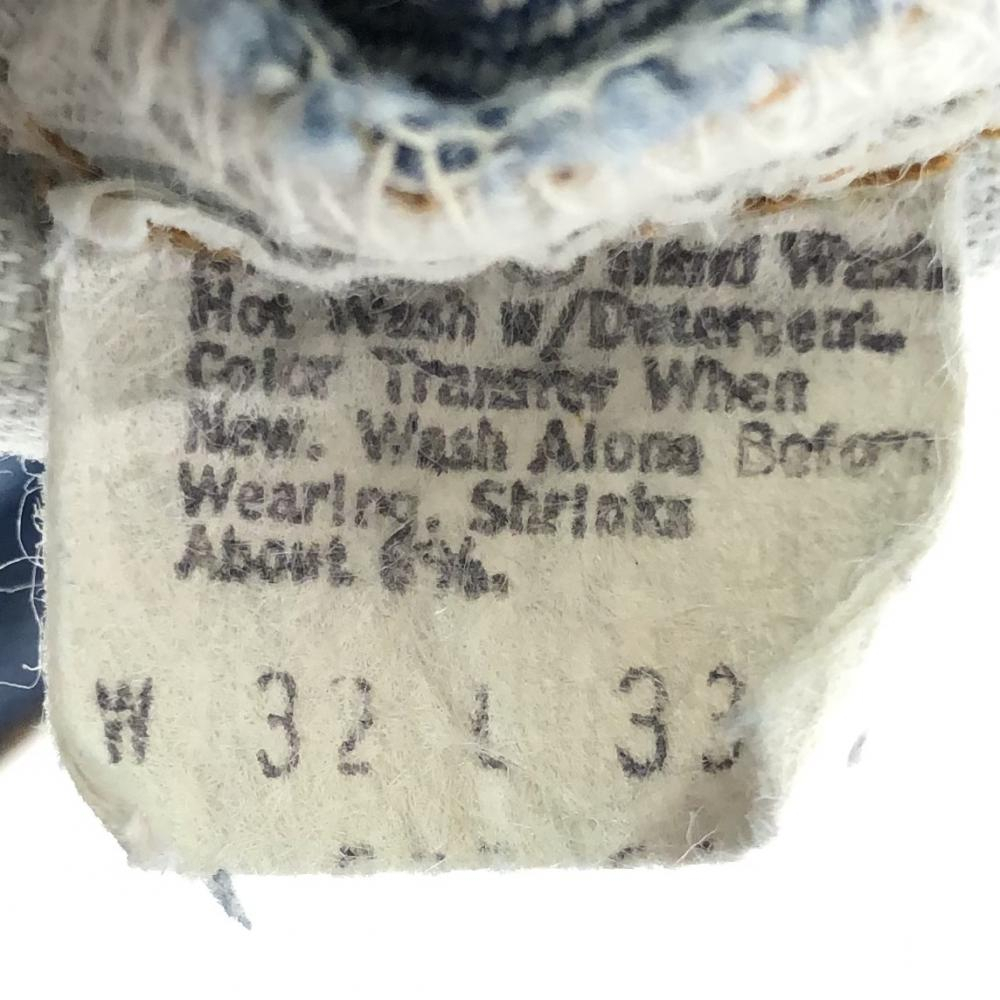 Hand Wash
Hot Wash w/Detergent.
Color Transfer When
New. Wash Alone Before
Wearing. Shrinks
About
W 32 L 33